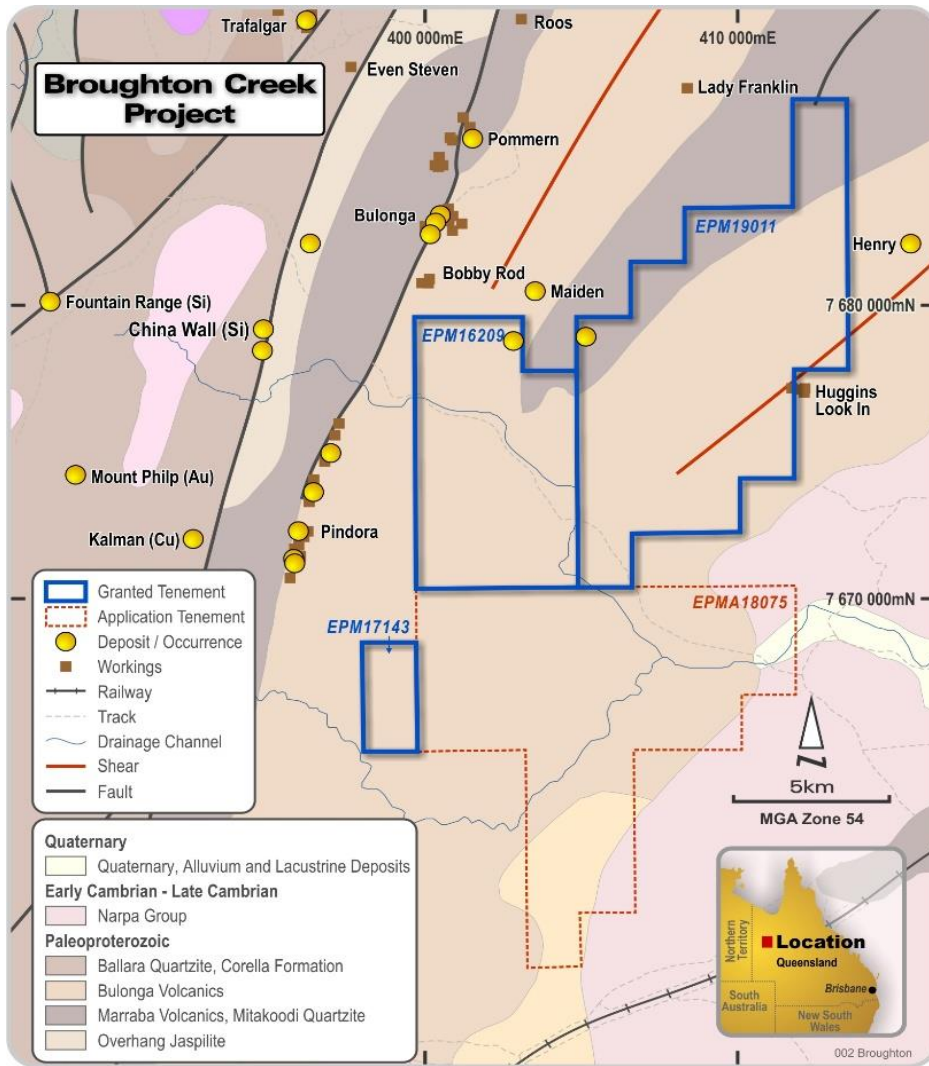 Trafalgar
400 000mE
Roos
410 000mE
Even Steven
Lady Franklin
Broughton Creek
Project
Pommern
Bulonga
EPM19011
Henry
Bobby Rod
Maiden
Fountain Range (Si)
7 680 000mN
China Wall (Si)
EPM16209
Huggins
Look In
Mount Philp (Au)
Pindora
Kalman (Cu)
Granted Tenement
Application Tenement
Deposit / Occurrence
Workings
Railway
Track
Drainage Channel
Shear
Fault
EPM17143
EPMA18075
7 670 000mN
N
5km
MGA Zone 54
Quaternary
Quaternary, Alluvium and Lacustrine Deposits
Early Cambrian - Late Cambrian
Narpa Group
Paleoproterozoic
Ballara Quartzite, Corella Formation
Bulonga Volcanics
Marraba Volcanics, Mitakoodi Quartzite
Overhang Jaspilite
Northern
Territory
Location
Queensland
Brisbane
South
Australia
New South
Wales
002 Broughton